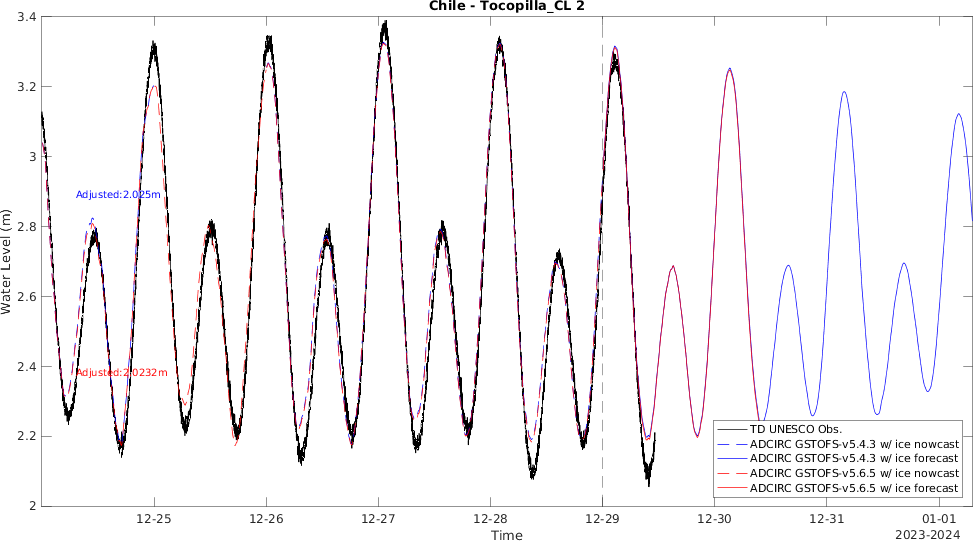 Chile - Tocopilla_CL 2
3.4
3.2
3
2.8
2.6
2.4
2.2
2
Water Level (m)
Adjusted:2.025m
Adjusted:2.0232m
TD UNESCO Obs.
ADCIRC GSTOFS-v5.4.3 w/ ice nowcast
ADCIRC GSTOFS-v5.4.3 w/ ice forecast
ADCIRC GSTOFS-v5.6.5 w/ ice nowcast
ADCIRC GSTOFS-v5.6.5 w/ ice forecast
12-25 12-26 12-27 12-28 12-29 12-30 12-31 01-01
Time
2023-2024